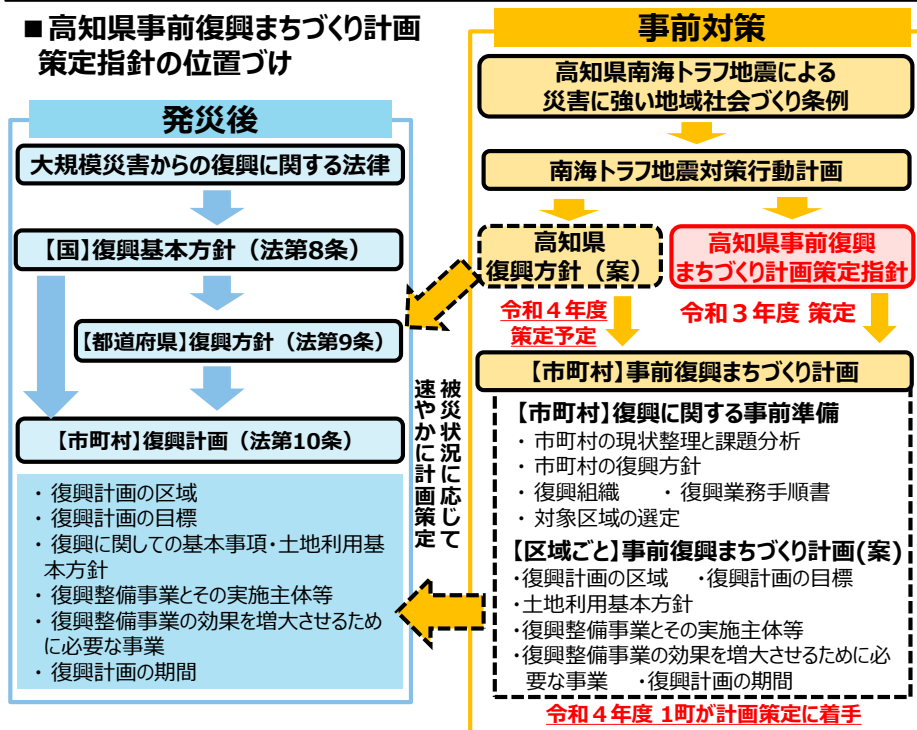 ■高知県事前復興まちづくり計画
策定指針の位置づけ
発災後
大規模災害からの復興に関する法律
【国】復興基本方針（法第8条）
【都道府県】復興方針（法第9条）
【市町村】復興計画（法第10条）
・ 復興計画の区域
・ 復興計画の目標
・ 復興に関しての基本事項・土地利用基
本方針
・ 復興整備事業とその実施主体等
・ 復興整備事業の効果を増大させるため
に必要な事業
・ 復興計画の期間
被災状況に応じて
速やかに計画策定
事前対策
高知県南海トラフ地震による
災害に強い地域社会づくり条例
南海トラフ地震対策行動計画
高知県
復興方針（案）
高知県事前復興
まちづくり計画策定指針
令和４年度
策定予定
令和３年度 策定
【市町村】事前復興まちづくり計画
【市町村】復興に関する事前準備
・ 市町村の現状整理と課題分析
・ 市町村の復興方針
・ 復興組織　・ 復興業務手順書
・ 対象区域の選定
【区域ごと】事前復興まちづくり計画(案)
・復興計画の区域　・復興計画の目標
・土地利用基本方針
・復興整備事業とその実施主体等
・復興整備事業の効果を増大させるために必
要な事業　・復興計画の期間
令和４年度 1町が計画策定に着手